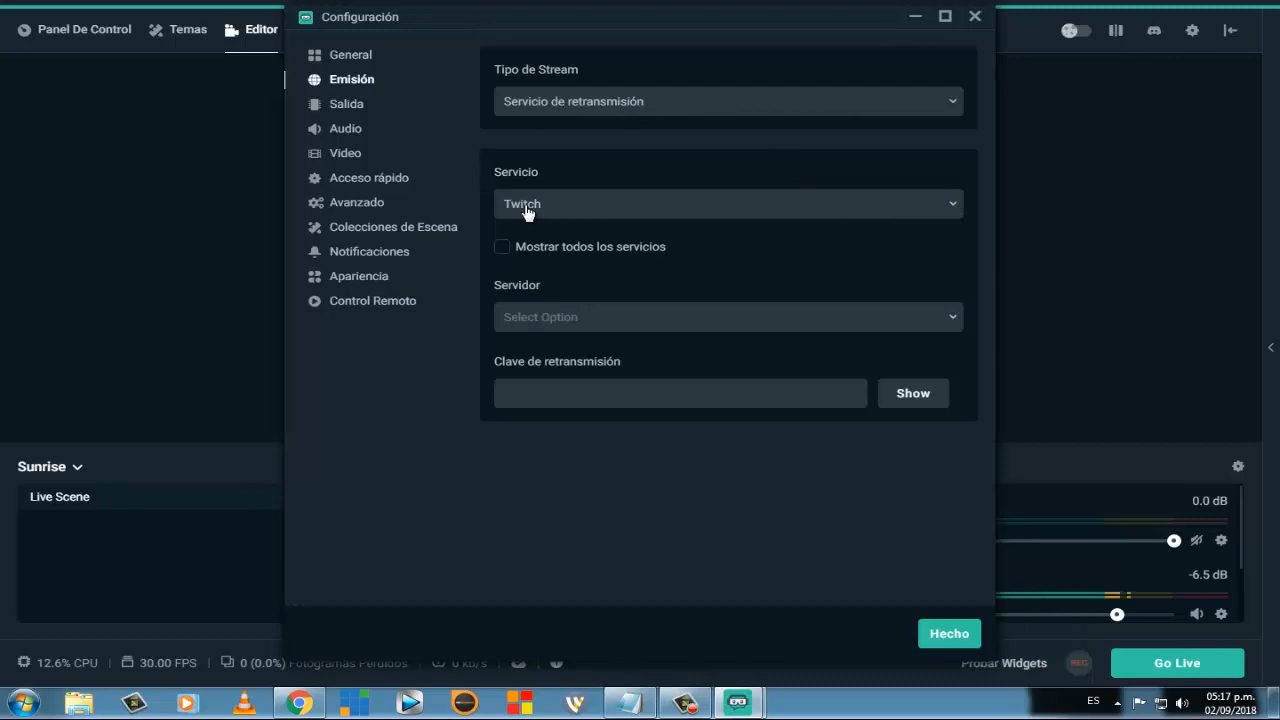 Configuración
Panel De Control
Temas
Editor
General
Emisión
Salida
Audio
Video
Acceso rápido
Avanzado
Colecciones de Escena
Notificaciones
Apariencia
Control Remoto
Tipo de Stream
Servicio de retransmisión
Servicio
Twitch
Mostrar todos los servicios
Servidor
Select Option
Clave de retransmisión
Show
Sunrise
Live Scene
0.0 dB
-6.5 dB
Hecho
12.6% CPU
30.00 FPS
0 (0.0%) Fotogramas Perdidos
0 kb/s
Probar Widgets
REC
Go Live
ES
05:17 p.m.
02/09/2018